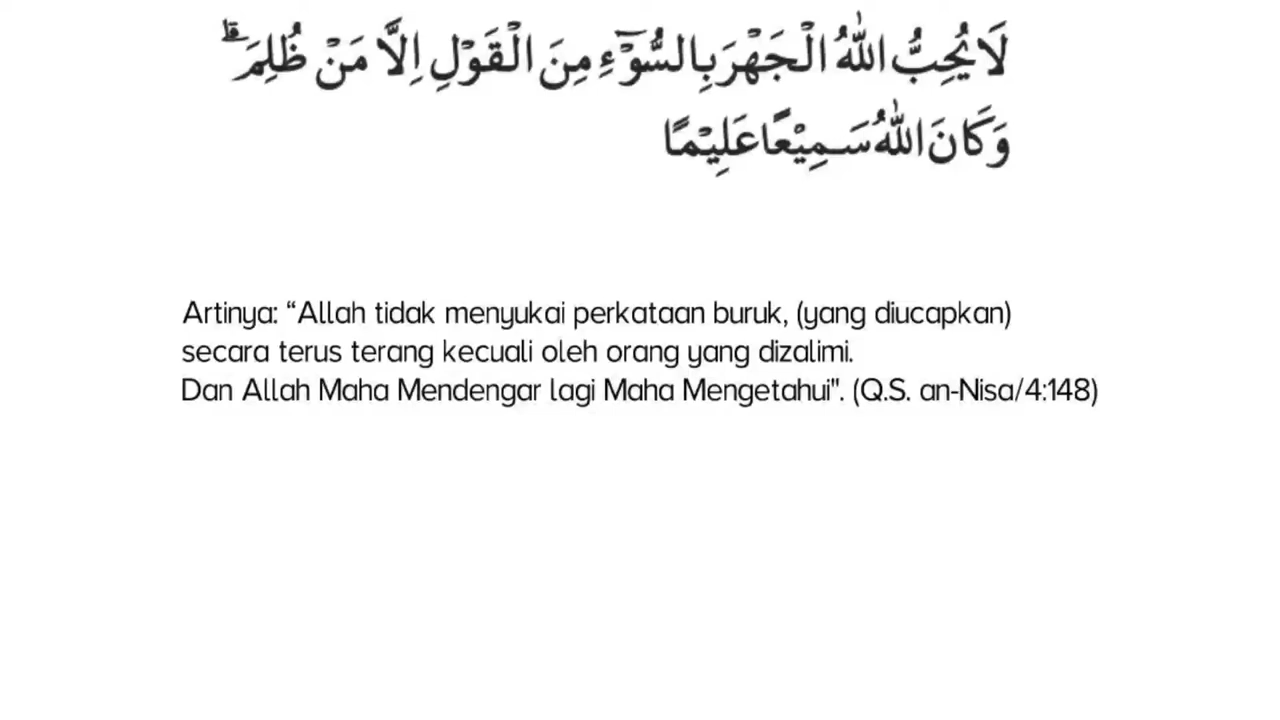 لَا يُحِبُّ اللّٰهُ الْجَهْرَ بِالسُّوْۤءِ مِنَ الْقَوْلِ اِلَّا مَنْ ظُلِمَ ۗ
وَكَانَ اللّٰهُ سَمِيْعًا عَلِيْمًا
Artinya: “Allah tidak menyukai perkataan buruk, (yang diucapkan)
secara terus terang kecuali oleh orang yang dizalimi.
Dan Allah Maha Mendengar lagi Maha Mengetahui". (Q.S. an-Nisa/4:148)